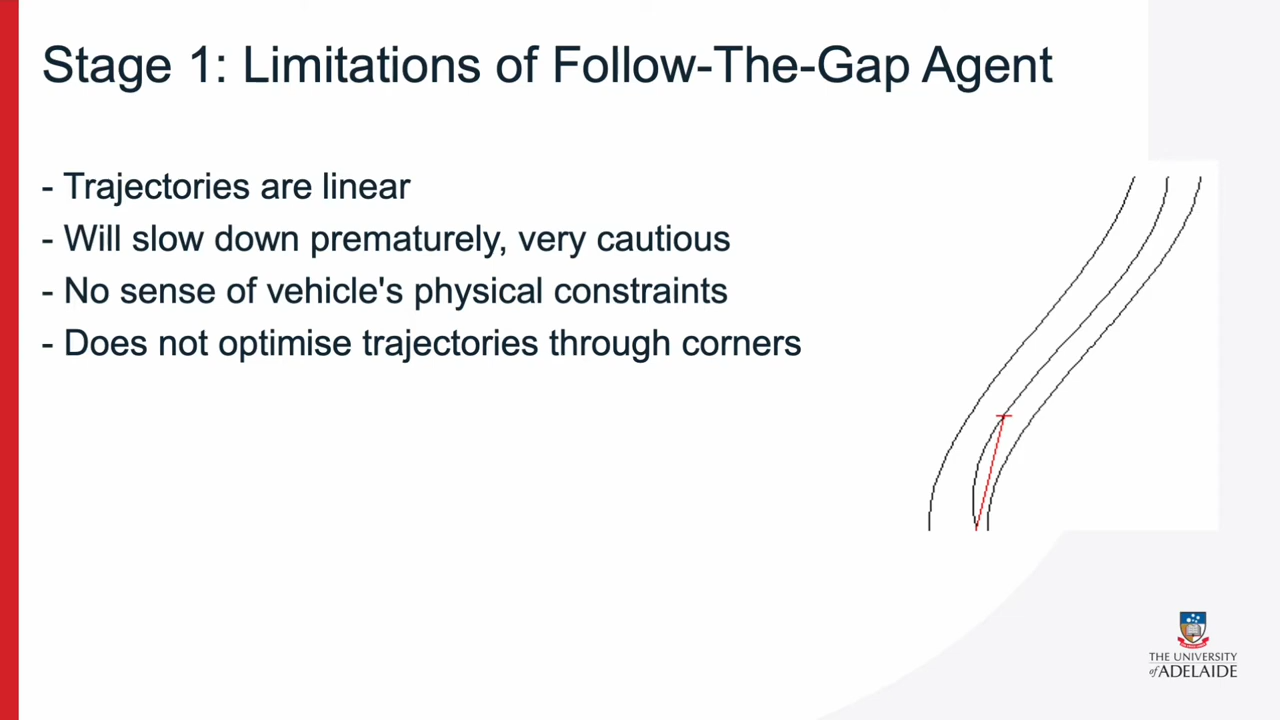 Stage 1: Limitations of Follow-The-Gap Agent
- Trajectories are linear
- Will slow down prematurely, very cautious
- No sense of vehicle's physical constraints
- Does not optimise trajectories through corners
THE UNIVERSITY
of ADELAIDE